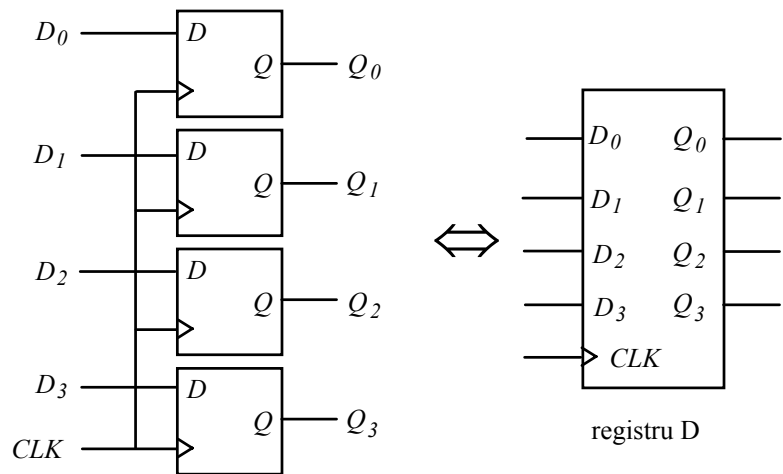 D0 D Q Q0
D1 D Q Q1
D2 D Q Q2
D3 D Q Q3
CLK
D0 Q0
D1 Q1
D2 Q2
D3 Q3
CLK
registru D